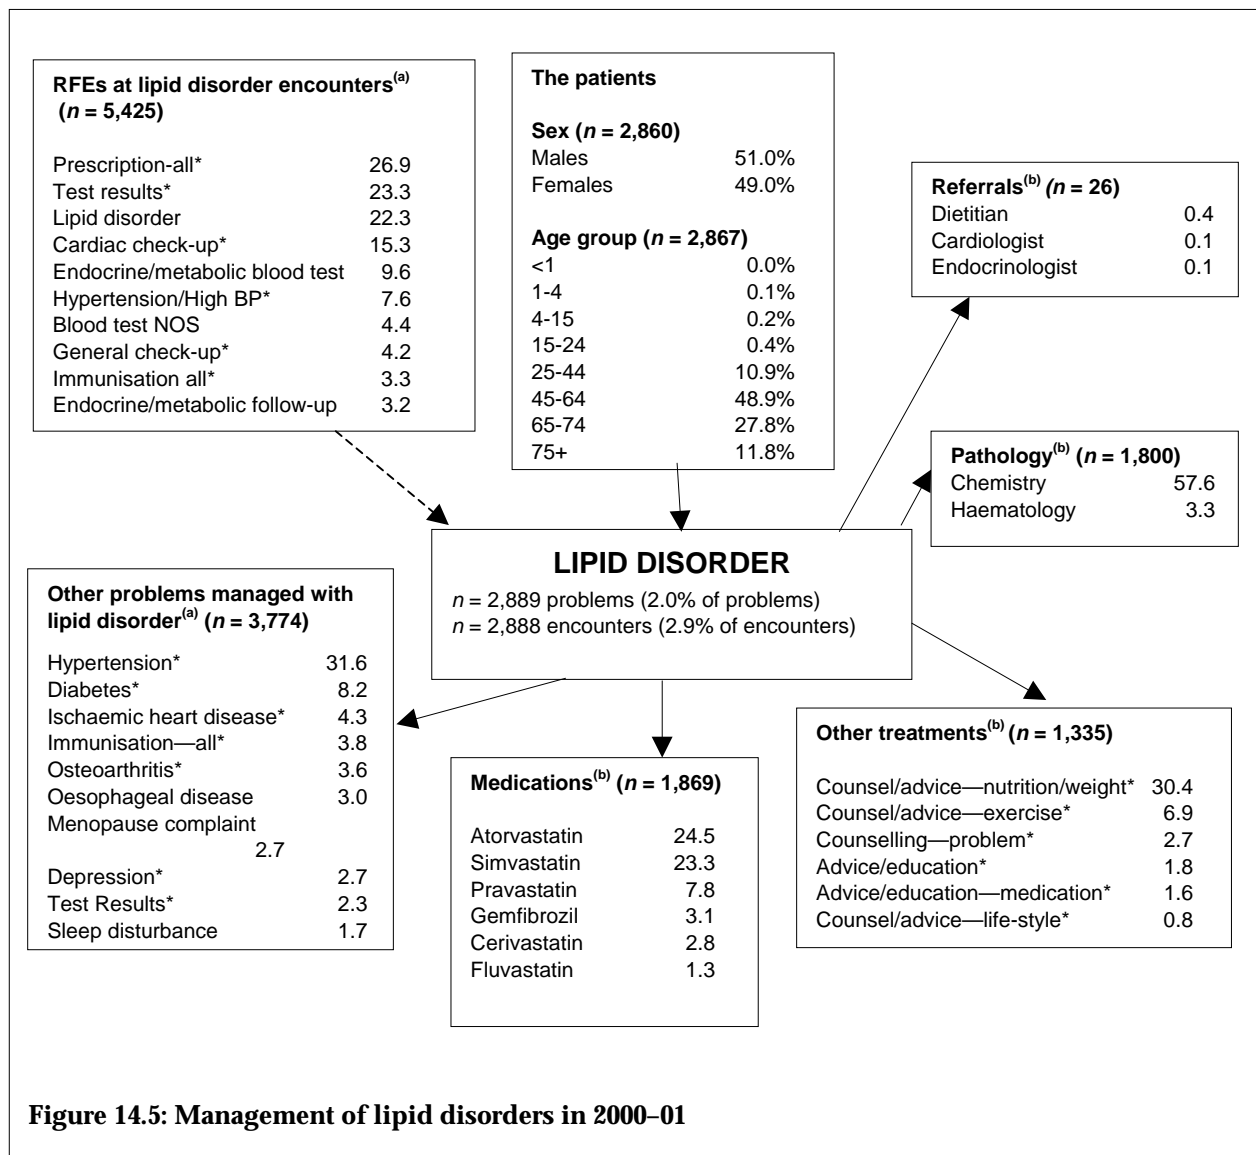 RFEs at lipid disorder encounters(a)
(n = 5,425)
Prescription-all* 26.9
Test results* 23.3
Lipid disorder 22.3
Cardiac check-up* 15.3
Endocrine/metabolic blood test 9.6
Hypertension/High BP* 7.6
Blood test NOS 4.4
General check-up* 4.2
Immunisation all* 3.3
Endocrine/metabolic follow-up 3.2
The patients
Sex (n = 2,860)
Males 51.0%
Females 49.0%
Age group (n = 2,867)
<1 0.0%
1-4 0.1%
4-15 0.2%
15-24 0.4%
25-44 10.9%
45-64 48.9%
65-74 27.8%
75+ 11.8%
Referrals(b) (n = 26)
Dietitian 0.4
Cardiologist 0.1
Endocrinologist 0.1
Pathology(b) (n = 1,800)
Chemistry 57.6
Haematology 3.3
LIPID DISORDER
n = 2,889 problems (2.0% of problems)
n = 2,888 encounters (2.9% of encounters)
Other problems managed with
lipid disorder(a) (n = 3,774)
Hypertension* 31.6
Diabetes* 8.2
Ischaemic heart disease* 4.3
Immunisation—all* 3.8
Osteoarthritis* 3.6
Oesophageal disease 3.0
Menopause complaint
2.7
Depression* 2.7
Test Results* 2.3
Sleep disturbance 1.7
Medications(b) (n = 1,869)
Atorvastatin 24.5
Simvastatin 23.3
Pravastatin 7.8
Gemfibrozil 3.1
Cerivastatin 2.8
Fluvastatin 1.3
Other treatments(b) (n = 1,335)
Counsel/advice—nutrition/weight* 30.4
Counsel/advice—exercise* 6.9
Counselling—problem* 2.7
Advice/education* 1.8
Advice/education—medication* 1.6
Counsel/advice—life-style* 0.8
Figure 14.5: Management of lipid disorders in 2000–01